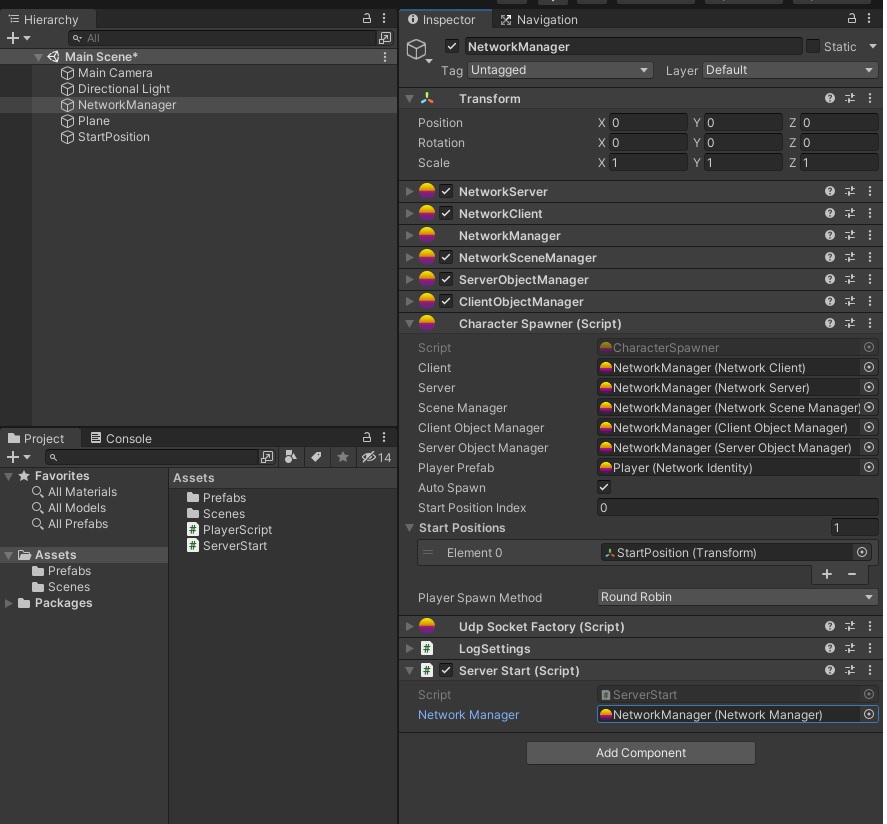 Hierarchy
All
Main Scene*
Main Camera
Directional Light
NetworkManager
Plane
StartPosition
Project
Console
14
Favorites
All Materials
All Models
All Prefabs
Assets
Prefabs
Scenes
Packages
Assets
Prefabs
Scenes
PlayerScript
ServerStart
Inspector
Navigation
NetworkManager
Static
Tag Untagged
Layer Default
Transform
Position X 0 Y 0 Z 0
Rotation X 0 Y 0 Z 0
Scale X 1 Y 1 Z 1
NetworkServer
NetworkClient
NetworkManager
NetworkSceneManager
ServerObjectManager
ClientObjectManager
Character Spawner (Script)
Script CharacterSpawner
Client NetworkManager (Network Client)
Server NetworkManager (Network Server)
Scene Manager NetworkManager (Network Scene Manager)
Client Object Manager NetworkManager (Client Object Manager)
Server Object Manager NetworkManager (Server Object Manager)
Player Prefab Player (Network Identity)
Auto Spawn
Start Position Index 0
Start Positions 1
Element 0 StartPosition (Transform)
Player Spawn Method Round Robin
Udp Socket Factory (Script)
LogSettings
Server Start (Script)
Script ServerStart
Network Manager NetworkManager (Network Manager)
Add Component